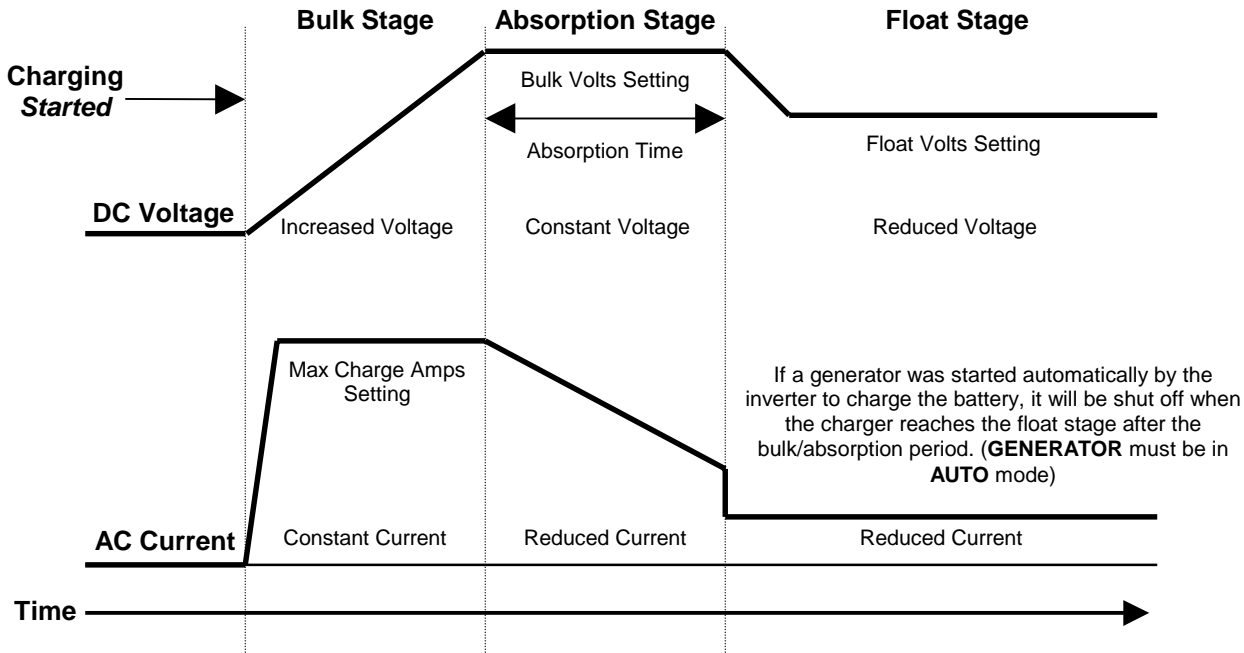 Bulk Stage
Absorption Stage
Float Stage
Charging
Started
Bulk Volts Setting
Absorption Time
Float Volts Setting
DC Voltage
Increased Voltage
Constant Voltage
Reduced Voltage
Max Charge Amps
Setting
If a generator was started automatically by the
inverter to charge the battery, it will be shut off when
the charger reaches the float stage after the
bulk/absorption period. (GENERATOR must be in
AUTO mode)
AC Current
Constant Current
Reduced Current
Reduced Current
Time